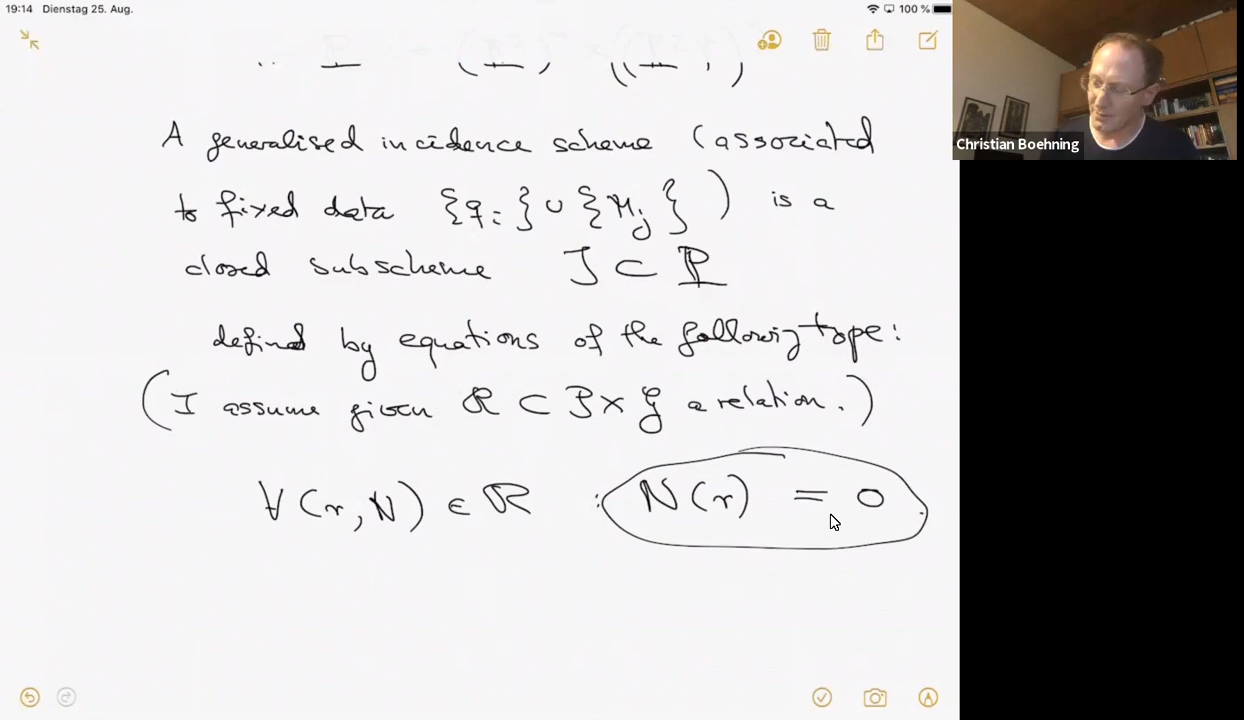 19:14 Dienstag 25. Aug.
100 %
A generalised incidence scheme (associated
to fixed data {q_i} ∪ {M_j}) is a
closed subscheme J ⊂ P
defined by equations of the following type:
(I assume given R ⊂ P × G a relation.)
∀ (r, N) ∈ R : N(r) = 0
Christian Boehning